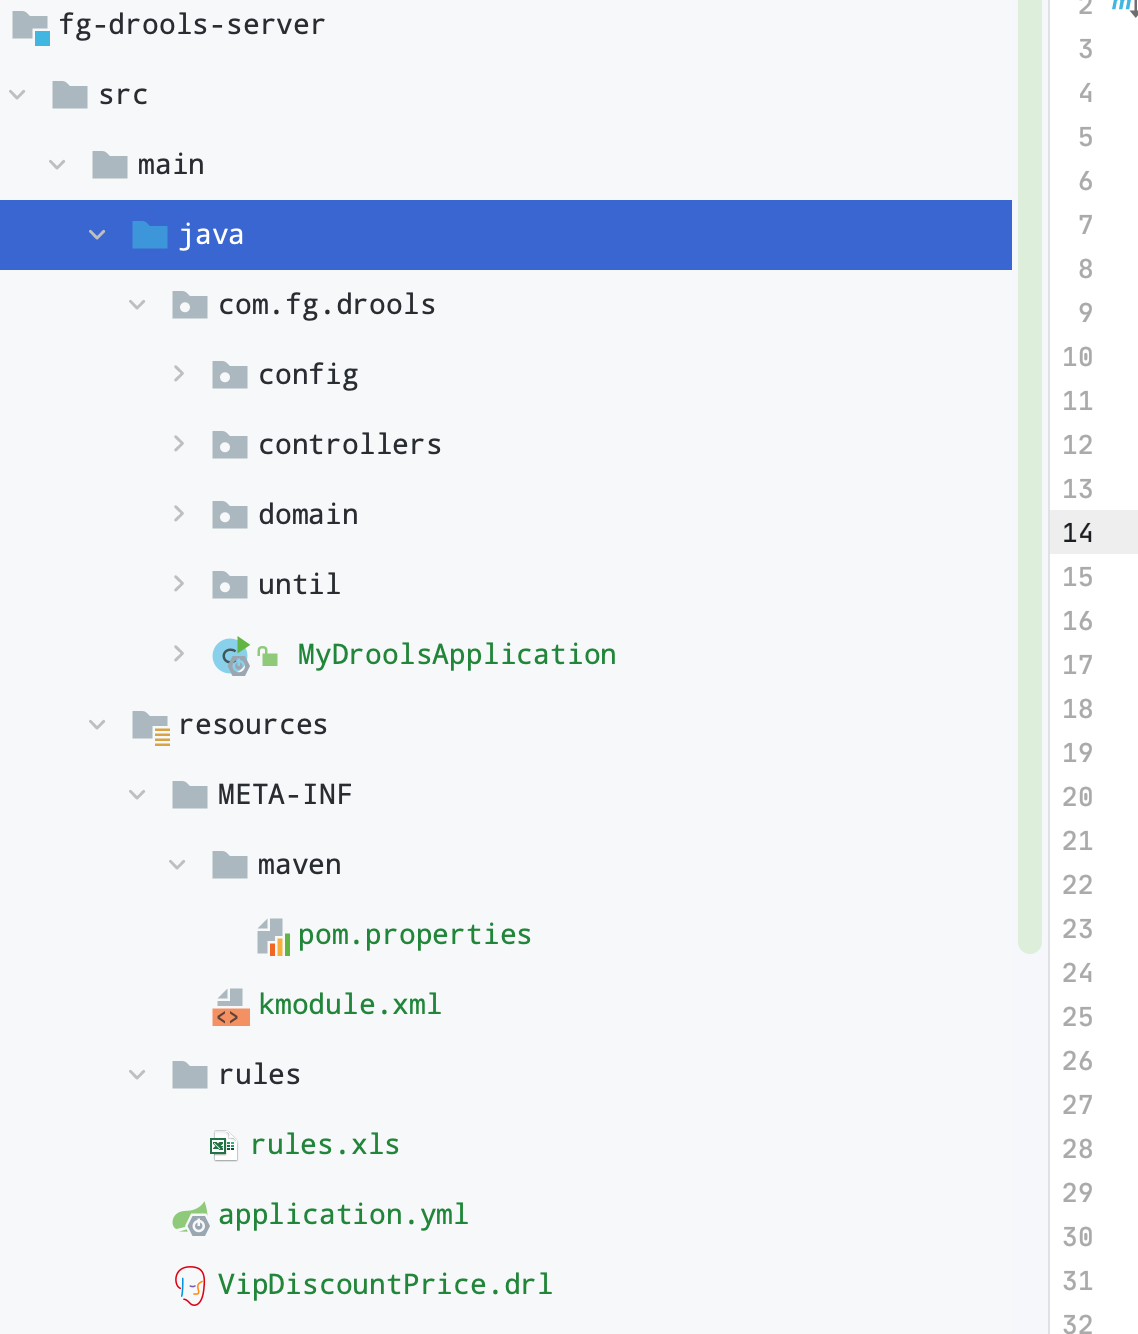 fg-drools-server
src
main
java
com.fg.drools
config
controllers
domain
until
MyDroolsApplication
resources
META-INF
maven
pom.properties
kmodule.xml
rules
rules.xls
application.yml
VipDiscountPrice.drl
2
3
4
5
6
7
8
9
10
11
12
13
14
15
16
17
18
19
20
21
22
23
24
25
26
27
28
29
30
31
32